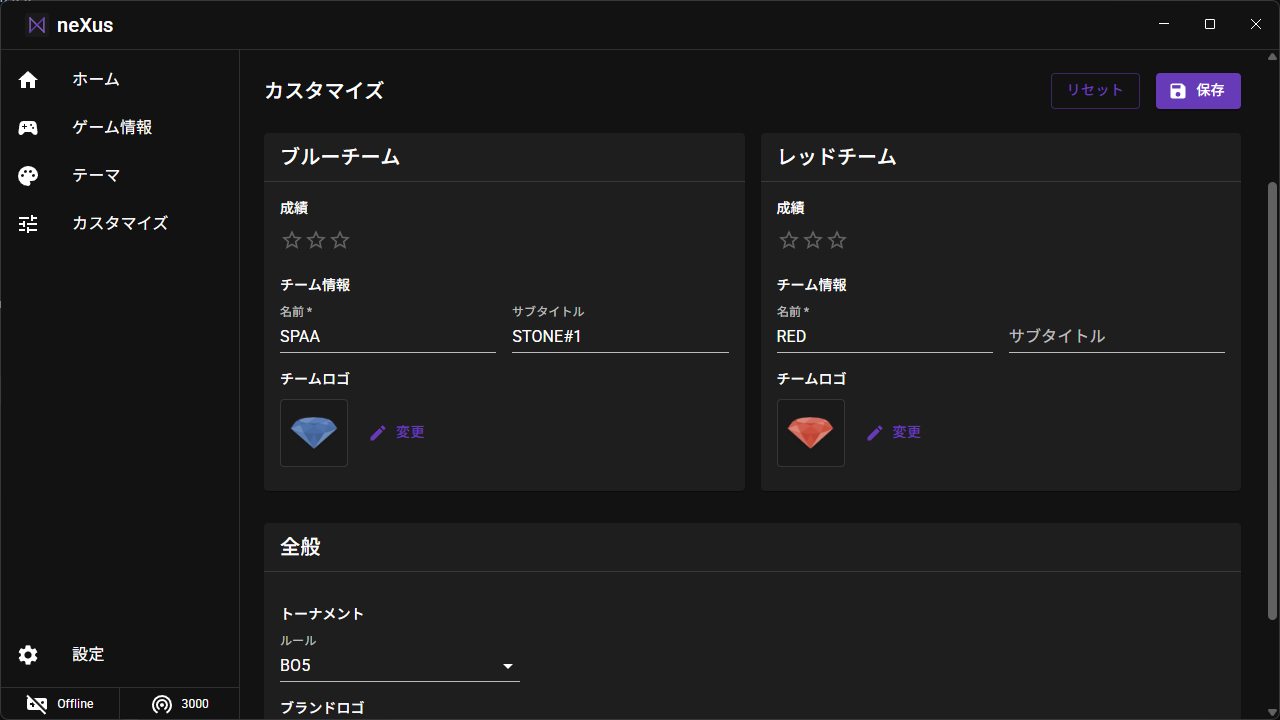 neXus
ホーム
ゲーム情報
テーマ
カスタマイズ
設定
Offline
3000
カスタマイズ
リセット
保存
ブルーチーム
成績
チーム情報
名前 *
サブタイトル
SPAA
STONE#1
チームロゴ
変更
レッドチーム
成績
チーム情報
名前 *
RED
サブタイトル
チームロゴ
変更
全般
トーナメント
ルール
BO5
ブランドロゴ